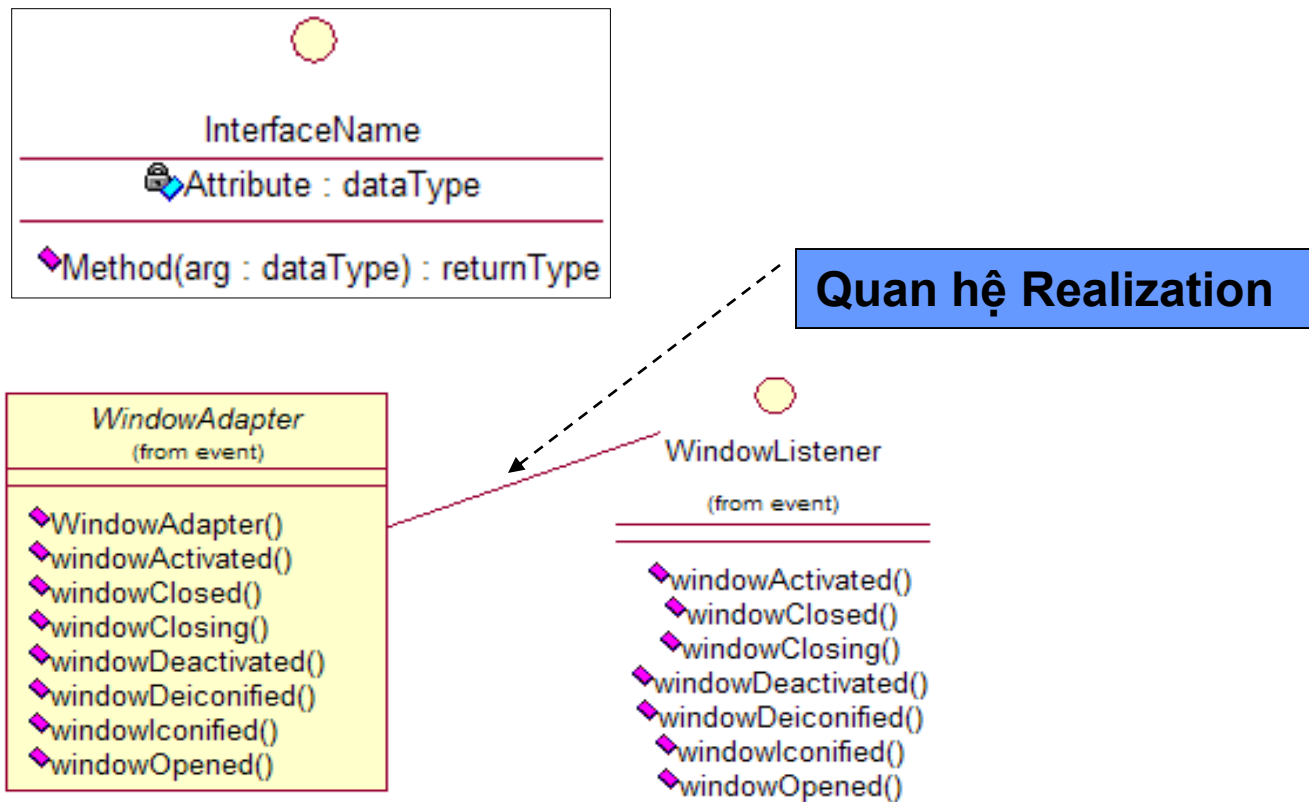 InterfaceName
Attribute : dataType
Method(arg : dataType) : returnType
Quan hệ Realization
WindowAdapter
(from event)
WindowAdapter()
windowActivated()
windowClosed()
windowClosing()
windowDeactivated()
windowDeiconified()
windowIconified()
windowOpened()
WindowListener
(from event)
windowActivated()
windowClosed()
windowClosing()
windowDeactivated()
windowDeiconified()
windowIconified()
windowOpened()